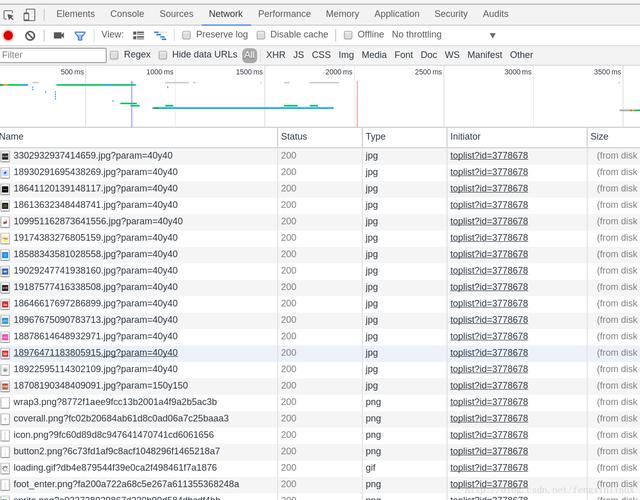 Elements Console Sources Network Performance Memory Application Security Audits
View: Preserve log Disable cache Offline No throttling ▼
Filter Regex Hide data URLs All XHR JS CSS Img Media Font Doc WS Manifest Other
500 ms 1000 ms 1500 ms 2000 ms 2500 ms 3000 ms 3500 ms
Name Status Type Initiator Size
3302932937414659.jpg?param=40y40 200 jpg toplist?id=3778678 (from disk
18930291695438269.jpg?param=40y40 200 jpg toplist?id=3778678 (from disk
18641120139148117.jpg?param=40y40 200 jpg toplist?id=3778678 (from disk
18613632348448741.jpg?param=40y40 200 jpg toplist?id=3778678 (from disk
109951162873641556.jpg?param=40y40 200 jpg toplist?id=3778678 (from disk
19174383276805159.jpg?param=40y40 200 jpg toplist?id=3778678 (from disk
18588343581028558.jpg?param=40y40 200 jpg toplist?id=3778678 (from disk
19029247741938160.jpg?param=40y40 200 jpg toplist?id=3778678 (from disk
19187577416338508.jpg?param=40y40 200 jpg toplist?id=3778678 (from disk
18646617697286899.jpg?param=40y40 200 jpg toplist?id=3778678 (from disk
18967675090783713.jpg?param=40y40 200 jpg toplist?id=3778678 (from disk
18878614648932971.jpg?param=40y40 200 jpg toplist?id=3778678 (from disk
18976471183805915.jpg?param=40y40 200 jpg toplist?id=3778678 (from disk
18922595114302109.jpg?param=40y40 200 jpg toplist?id=3778678 (from disk
18708190348409091.jpg?param=150y150 200 jpg toplist?id=3778678 (from disk
wrap3.png?8772f1aee9fcc13b2001a4f9a2b5ac3b 200 png toplist?id=3778678 (from disk
coverall.png?fc02b20684ab61d8c0ad06a7c25baaa3 200 png toplist?id=3778678 (from disk
icon.png?9fc60d89d8c947641470741cd6061656 200 png toplist?id=3778678 (from disk
button2.png?6c73fd1af9c8acf1048296f1465218a7 200 png toplist?id=3778678 (from disk
loading.gif?db4e879544f39e0ca2f498461f7a1876 200 gif toplist?id=3778678 (from disk
foot_enter.png?fa200a722a68c5e267a611355368248a 200 png toplist?id=3778678 (from disk